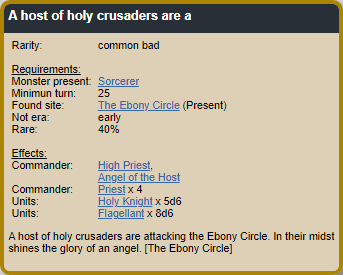 A host of holy crusaders are a
Rarity: common bad
Requirements:
Monster present: Sorcerer
Minimun turn: 25
Found site: The Ebony Circle (Present)
Not era: early
Rare: 40%
Effects:
Commander: High Priest,
Angel of the Host
Commander: Priest x 4
Units: Holy Knight x 5d6
Units: Flagellant x 8d6
A host of holy crusaders are attacking the Ebony Circle. In their midst
shines the glory of an angel. [The Ebony Circle]